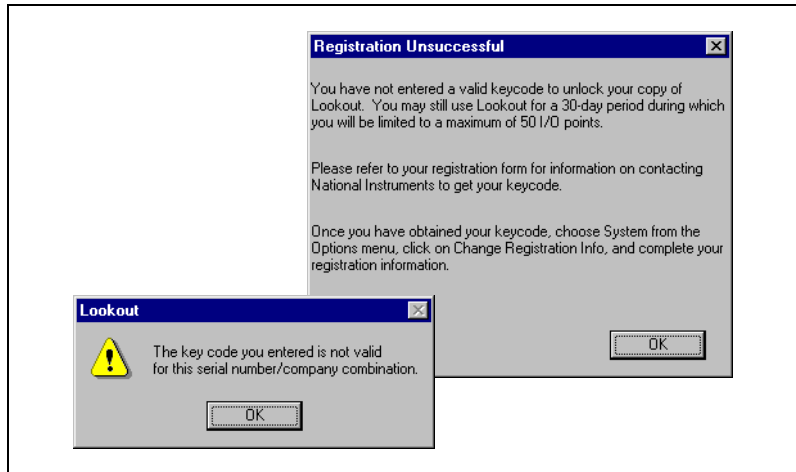 Registration Unsuccessful
You have not entered a valid keycode to unlock your copy of
Lookout. You may still use Lookout for a 30-day period during which
you will be limited to a maximum of 50 I/O points.
Please refer to your registration form for information on contacting
National Instruments to get your keycode.
Once you have obtained your keycode, choose System from the
Options menu, click on Change Registration Info, and complete your
registration information.
OK
Lookout
The key code you entered is not valid
for this serial number/company combination.
OK